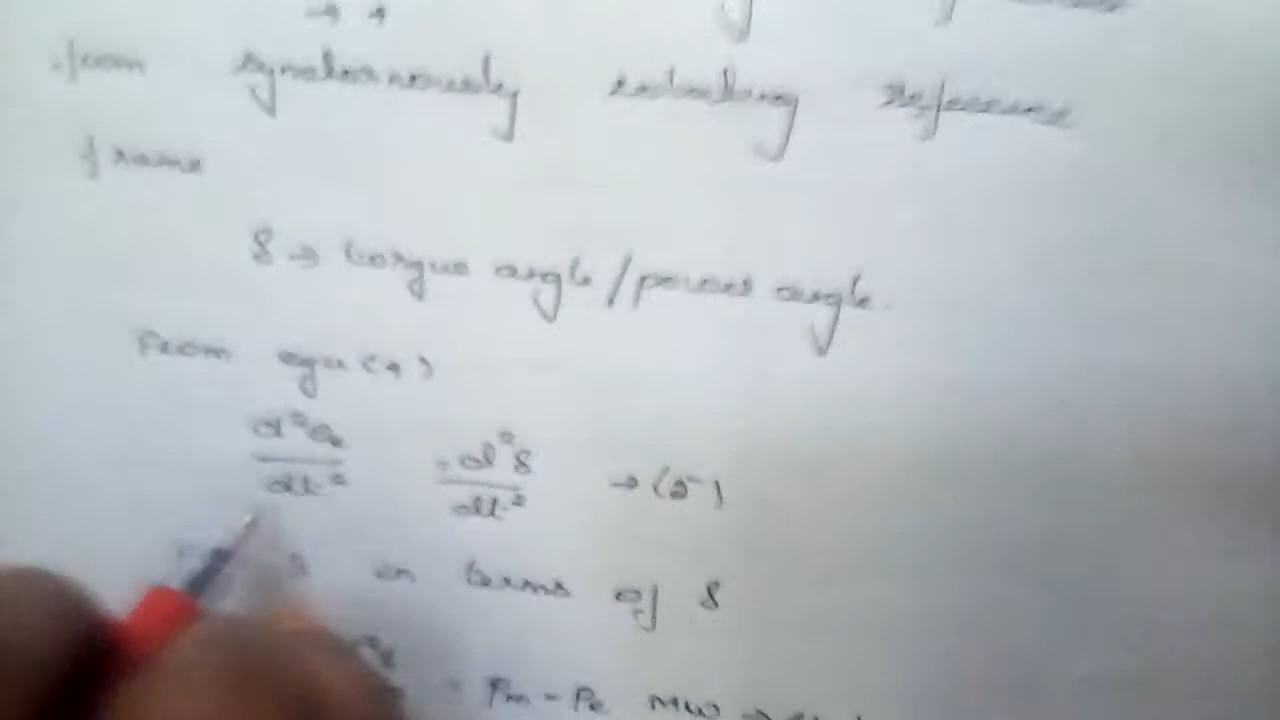 from synchronously rotating reference
frame
δ → torque angle / power angle.
From eqn (4)
d²θe/dt² = d²δ/dt² → (5)
in terms of δ
= Pm - Pe MW →